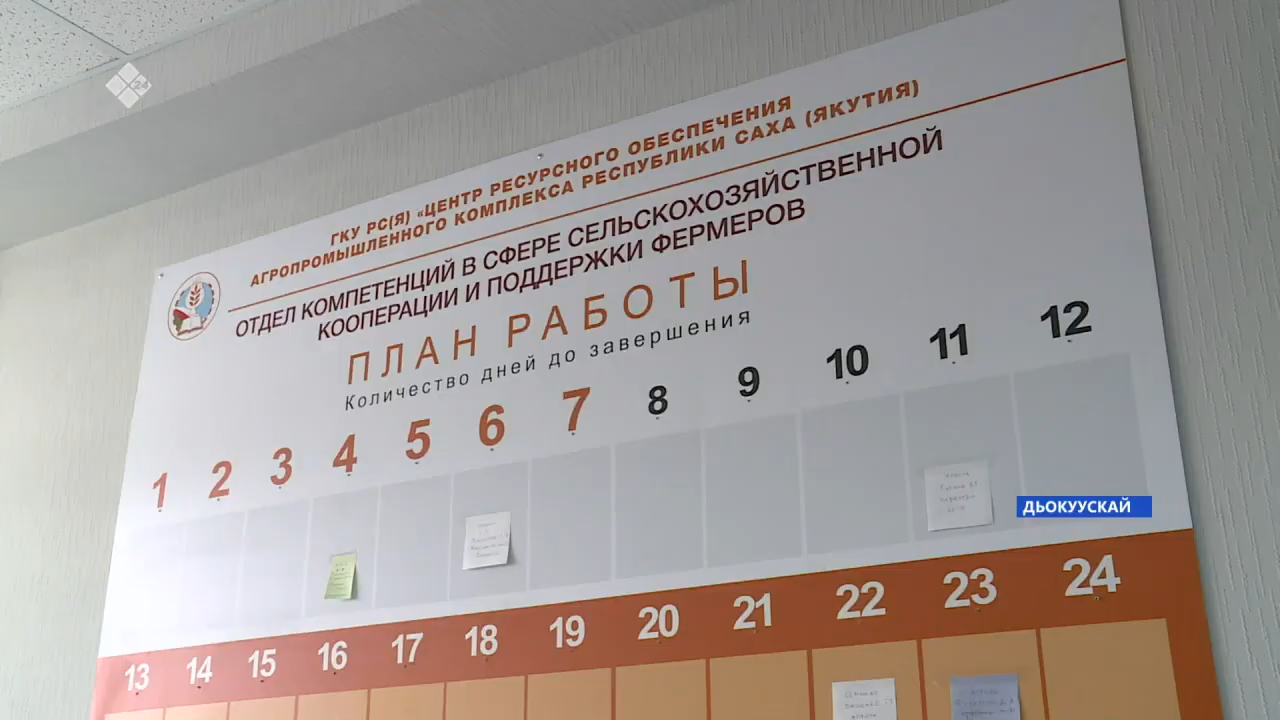 24
ГКУ РС(Я) «ЦЕНТР РЕСУРСНОГО ОБЕСПЕЧЕНИЯ
АГРОПРОМЫШЛЕННОГО КОМПЛЕКСА РЕСПУБЛИКИ САХА (ЯКУТИЯ)
ОТДЕЛ КОМПЕТЕНЦИЙ В СФЕРЕ СЕЛЬСКОХОЗЯЙСТВЕННОЙ
КООПЕРАЦИИ И ПОДДЕРЖКИ ФЕРМЕРОВ
ПЛАН РАБОТЫ
Количество дней до завершения
1 2 3 4 5 6 7 8 9 10 11 12
ДЬОКУУСКАЙ
13 14 15 16 17 18 19 20 21 22 23 24